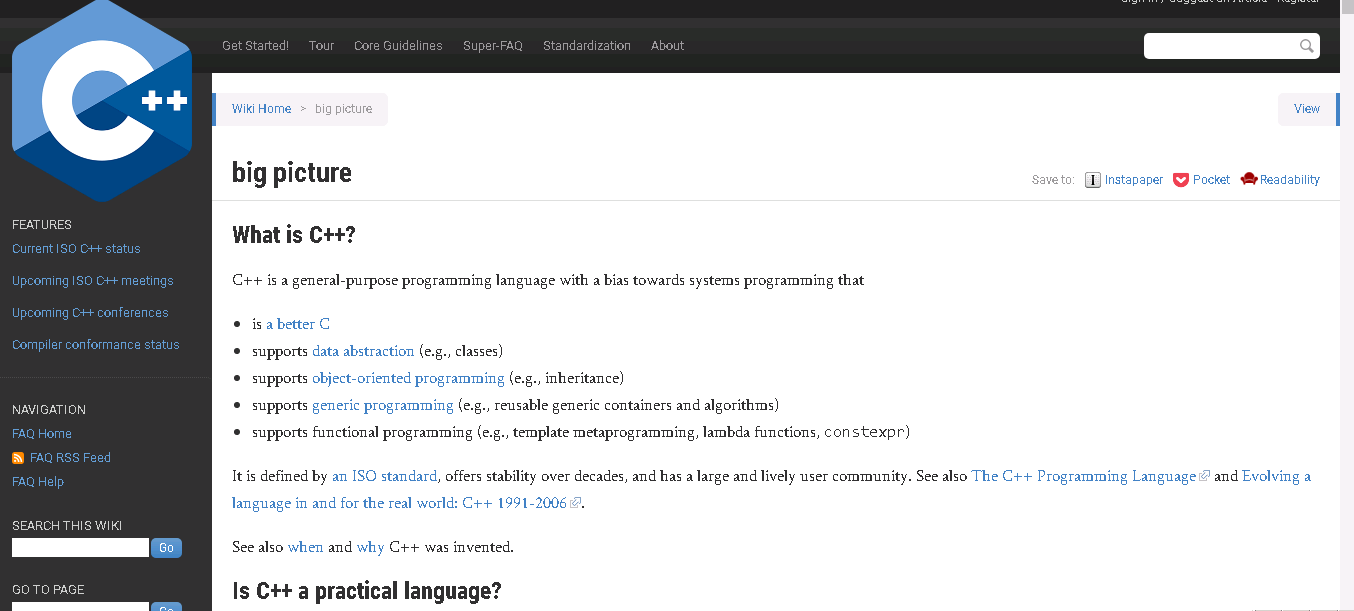 Sign In / Suggest an Article Register
Get Started! Tour Core Guidelines Super-FAQ Standardization About
C++
Wiki Home > big picture
View
big picture
Save to: I Instapaper Pocket Readability
FEATURES
Current ISO C++ status
Upcoming ISO C++ meetings
Upcoming C++ conferences
Compiler conformance status
NAVIGATION
FAQ Home
FAQ RSS Feed
FAQ Help
SEARCH THIS WIKI
Go
GO TO PAGE
Go
What is C++?
C++ is a general-purpose programming language with a bias towards systems programming that
• is a better C
• supports data abstraction (e.g., classes)
• supports object-oriented programming (e.g., inheritance)
• supports generic programming (e.g., reusable generic containers and algorithms)
• supports functional programming (e.g., template metaprogramming, lambda functions, constexpr)
It is defined by an ISO standard, offers stability over decades, and has a large and lively user community. See also The C++ Programming Language and Evolving a
language in and for the real world: C++ 1991-2006.
See also when and why C++ was invented.
Is C++ a practical language?